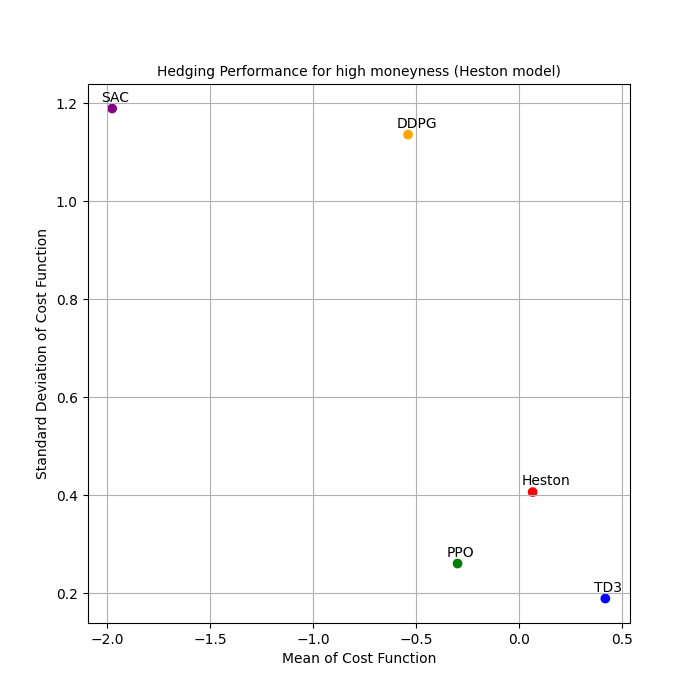 Hedging Performance for high moneyness (Heston model)
SAC
DDPG
Heston
PPO
TD3
1.2
1.0
0.8
0.6
0.4
0.2
Standard Deviation of Cost Function
−2.0
−1.5
−1.0
−0.5
0.0
0.5
Mean of Cost Function